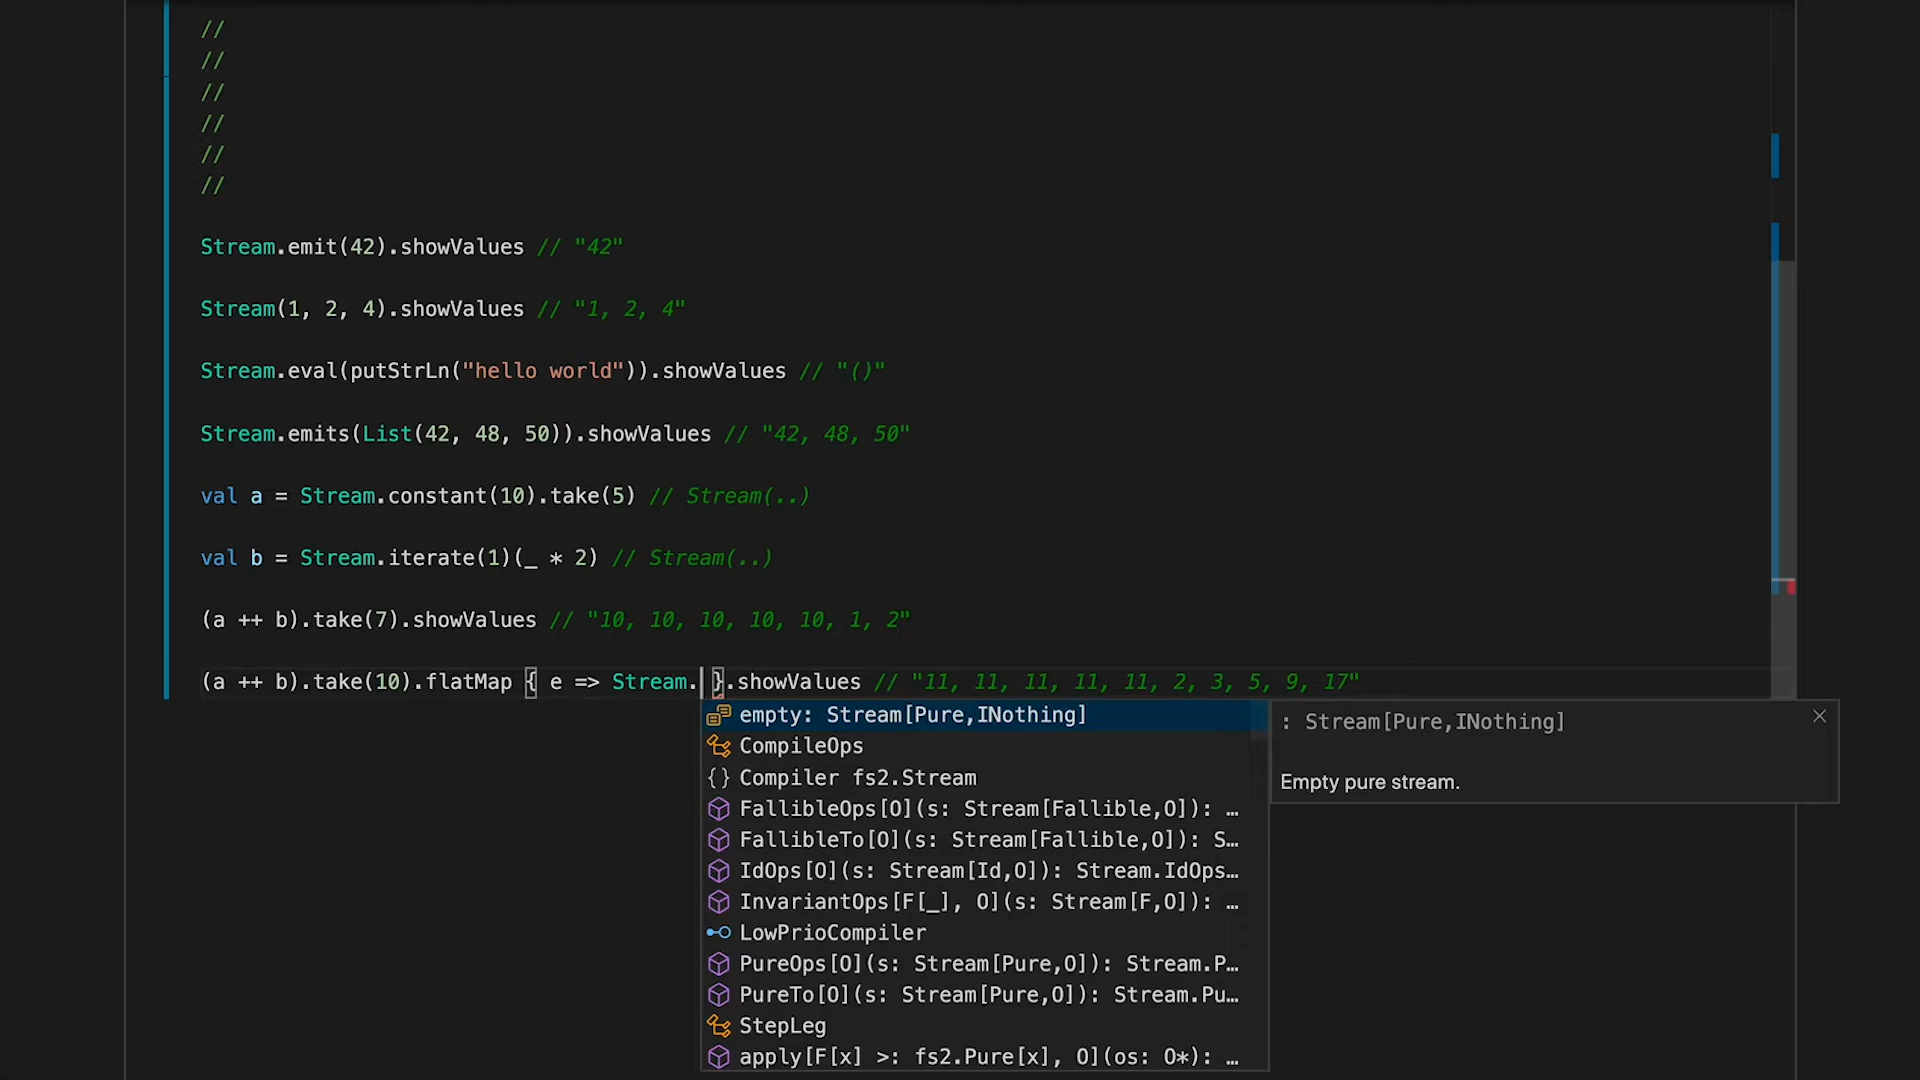 //
//
//
//
//
//
Stream.emit(42).showValues // "42"
Stream(1, 2, 4).showValues // "1, 2, 4"
Stream.eval(putStrLn("hello world")).showValues // "()"
Stream.emits(List(42, 48, 50)).showValues // "42, 48, 50"
val a = Stream.constant(10).take(5) // Stream(..)
val b = Stream.iterate(1)(_ * 2) // Stream(..)
(a ++ b).take(7).showValues // "10, 10, 10, 10, 10, 1, 2"
(a ++ b).take(10).flatMap { e => Stream. }.showValues // "11, 11, 11, 11, 11, 2, 3, 5, 9, 17"
empty: Stream[Pure,INothing]
CompileOps
{} Compiler fs2.Stream
FallibleOps[O](s: Stream[Fallible,O]): …
FallibleTo[O](s: Stream[Fallible,O]): S…
IdOps[O](s: Stream[Id,O]): Stream.IdOps…
InvariantOps[F[_], O](s: Stream[F,O]): …
LowPrioCompiler
PureOps[O](s: Stream[Pure,O]): Stream.P…
PureTo[O](s: Stream[Pure,O]): Stream.Pu…
StepLeg
apply[F[x] >: fs2.Pure[x], O](os: O*): …
: Stream[Pure,INothing]
Empty pure stream.